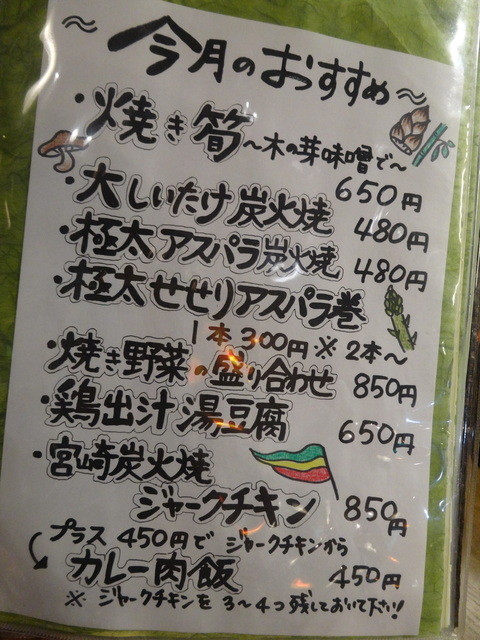 ～今月のおすすめ～
・焼き筍～木の芽味噌で～
650円
・大しいたけ炭火焼 480円
・極太アスパラ炭火焼 480円
・極太せせりアスパラ巻
1本300円※2本～
・焼き野菜の盛り合わせ 850円
・鶏出汁湯豆腐 650円
・宮崎炭火焼
ジャークチキン 850円
プラス450円でジャークチキンから
カレー肉飯 450円
※ジャークチキンを3～4つ残しておいて下さい!